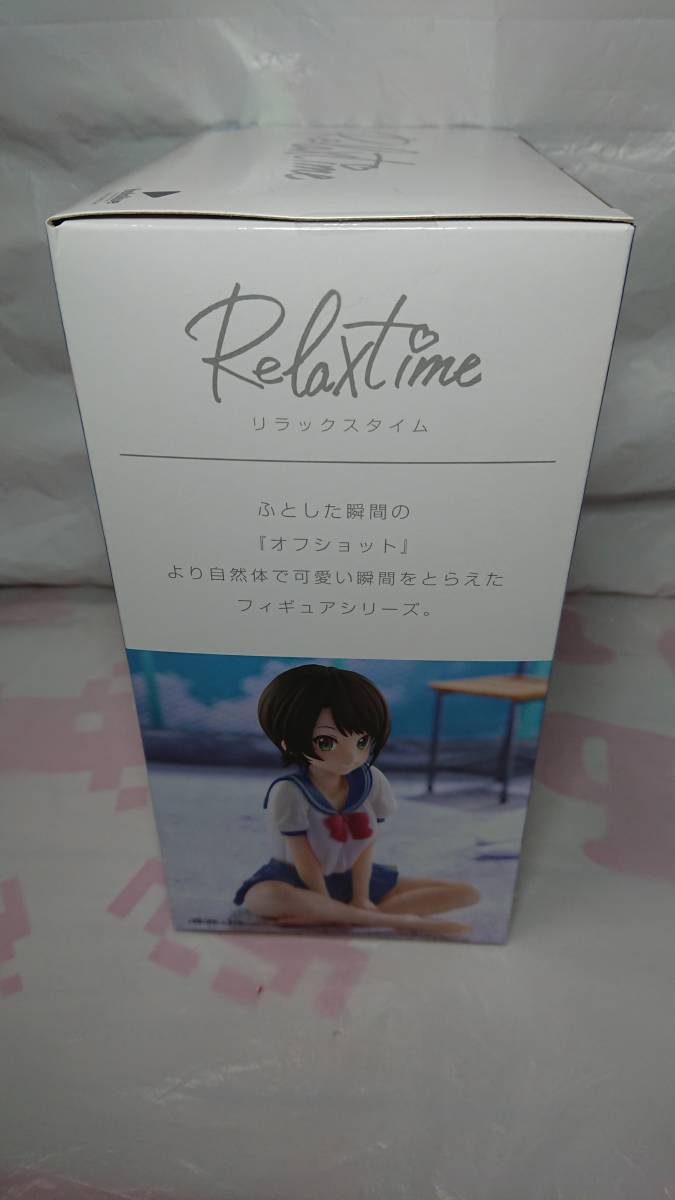 Relax time
Relaxtime
リラックスタイム
ふとした瞬間の
『オフショット』
より自然体で可愛い瞬間をとらえた
フィギュアシリーズ。